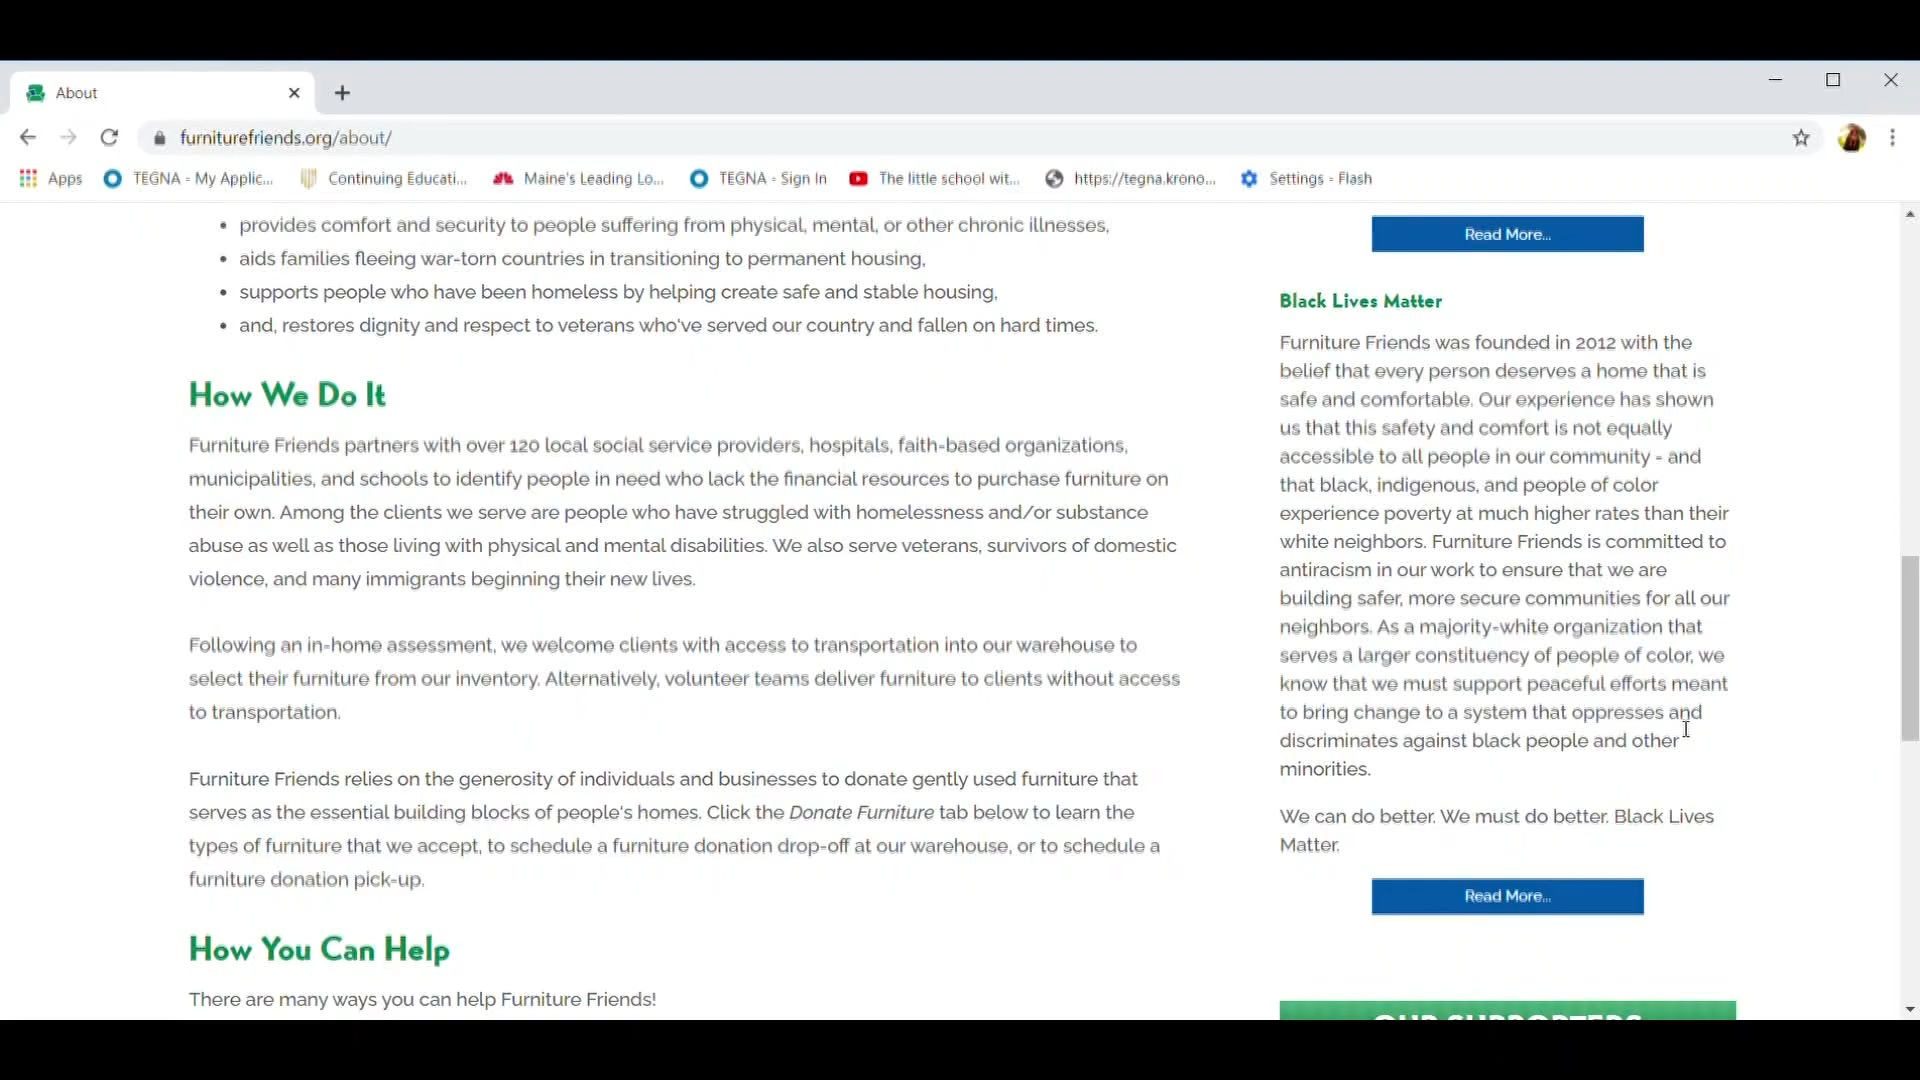 About
furniturefriends.org/about/
Apps
TEGNA - My Applic...
Continuing Educati...
Maine's Leading Lo...
TEGNA - Sign In
The little school wit...
https://tegna.krono...
Settings - Flash
• provides comfort and security to people suffering from physical, mental, or other chronic illnesses,
• aids families fleeing war-torn countries in transitioning to permanent housing,
• supports people who have been homeless by helping create safe and stable housing,
• and, restores dignity and respect to veterans who've served our country and fallen on hard times.
How We Do It
Furniture Friends partners with over 120 local social service providers, hospitals, faith-based organizations,
municipalities, and schools to identify people in need who lack the financial resources to purchase furniture on
their own. Among the clients we serve are people who have struggled with homelessness and/or substance
abuse as well as those living with physical and mental disabilities. We also serve veterans, survivors of domestic
violence, and many immigrants beginning their new lives.
Following an in-home assessment, we welcome clients with access to transportation into our warehouse to
select their furniture from our inventory. Alternatively, volunteer teams deliver furniture to clients without access
to transportation.
Furniture Friends relies on the generosity of individuals and businesses to donate gently used furniture that
serves as the essential building blocks of people's homes. Click the Donate Furniture tab below to learn the
types of furniture that we accept, to schedule a furniture donation drop-off at our warehouse, or to schedule a
furniture donation pick-up.
How You Can Help
There are many ways you can help Furniture Friends!
Read More...
Black Lives Matter
Furniture Friends was founded in 2012 with the
belief that every person deserves a home that is
safe and comfortable. Our experience has shown
us that this safety and comfort is not equally
accessible to all people in our community - and
that black, indigenous, and people of color
experience poverty at much higher rates than their
white neighbors. Furniture Friends is committed to
antiracism in our work to ensure that we are
building safer, more secure communities for all our
neighbors. As a majority-white organization that
serves a larger constituency of people of color, we
know that we must support peaceful efforts meant
to bring change to a system that oppresses and
discriminates against black people and other
minorities.
We can do better. We must do better. Black Lives
Matter.
Read More...
OUR SUPPORTERS